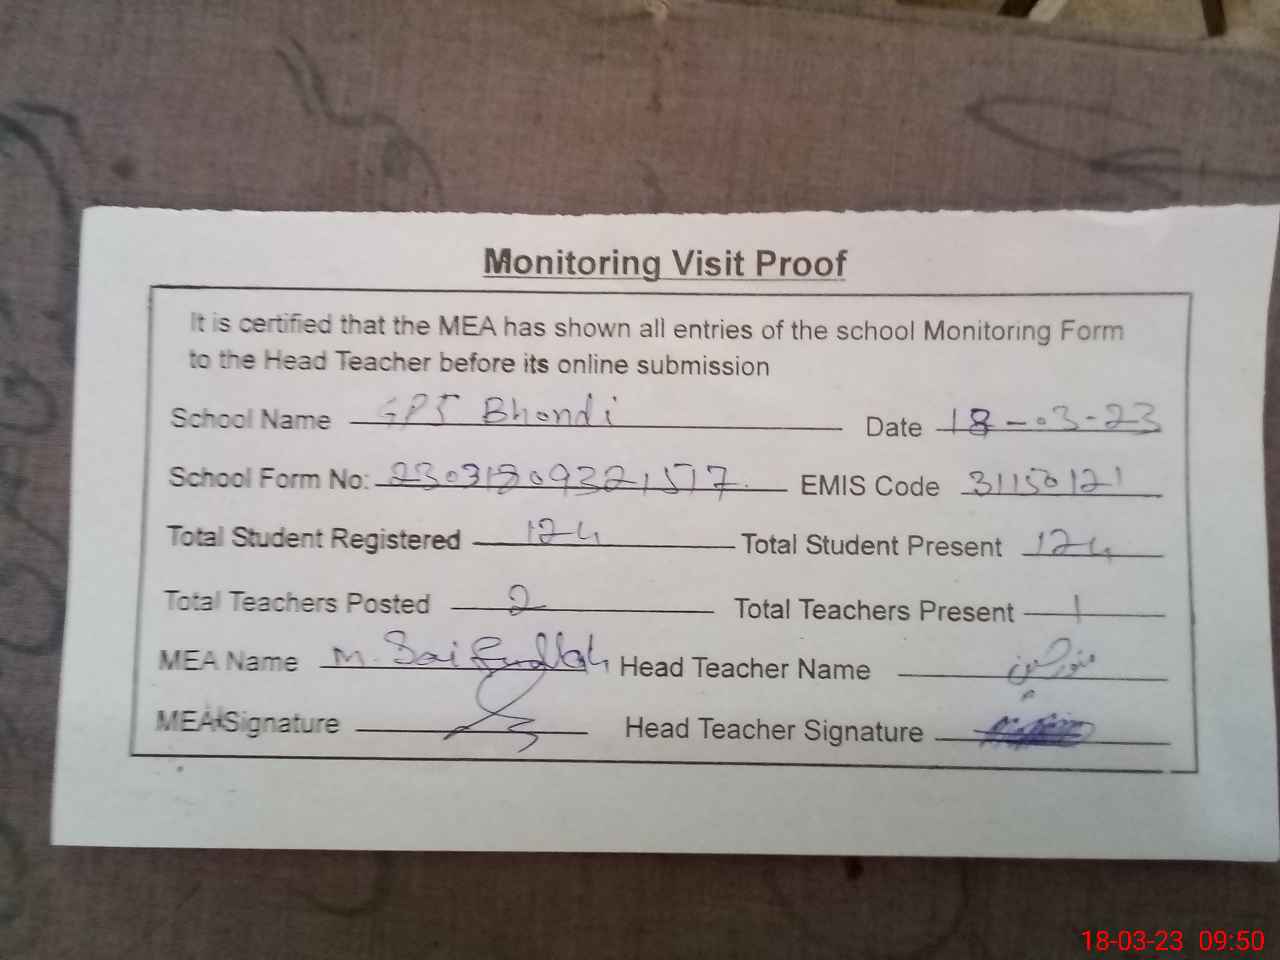 Monitoring Visit Proof
It is certified that the MEA has shown all entries of the school Monitoring Form
to the Head Teacher before its online submission
School Name GPS Bhondi Date 18-03-23
School Form No: EMIS Code 31150121
Total Student Registered 124 Total Student Present 124
Total Teachers Posted 2 Total Teachers Present 1
MEA Name M. Saifullah Head Teacher Name
MEA Signature Head Teacher Signature
18-03-23 09:50